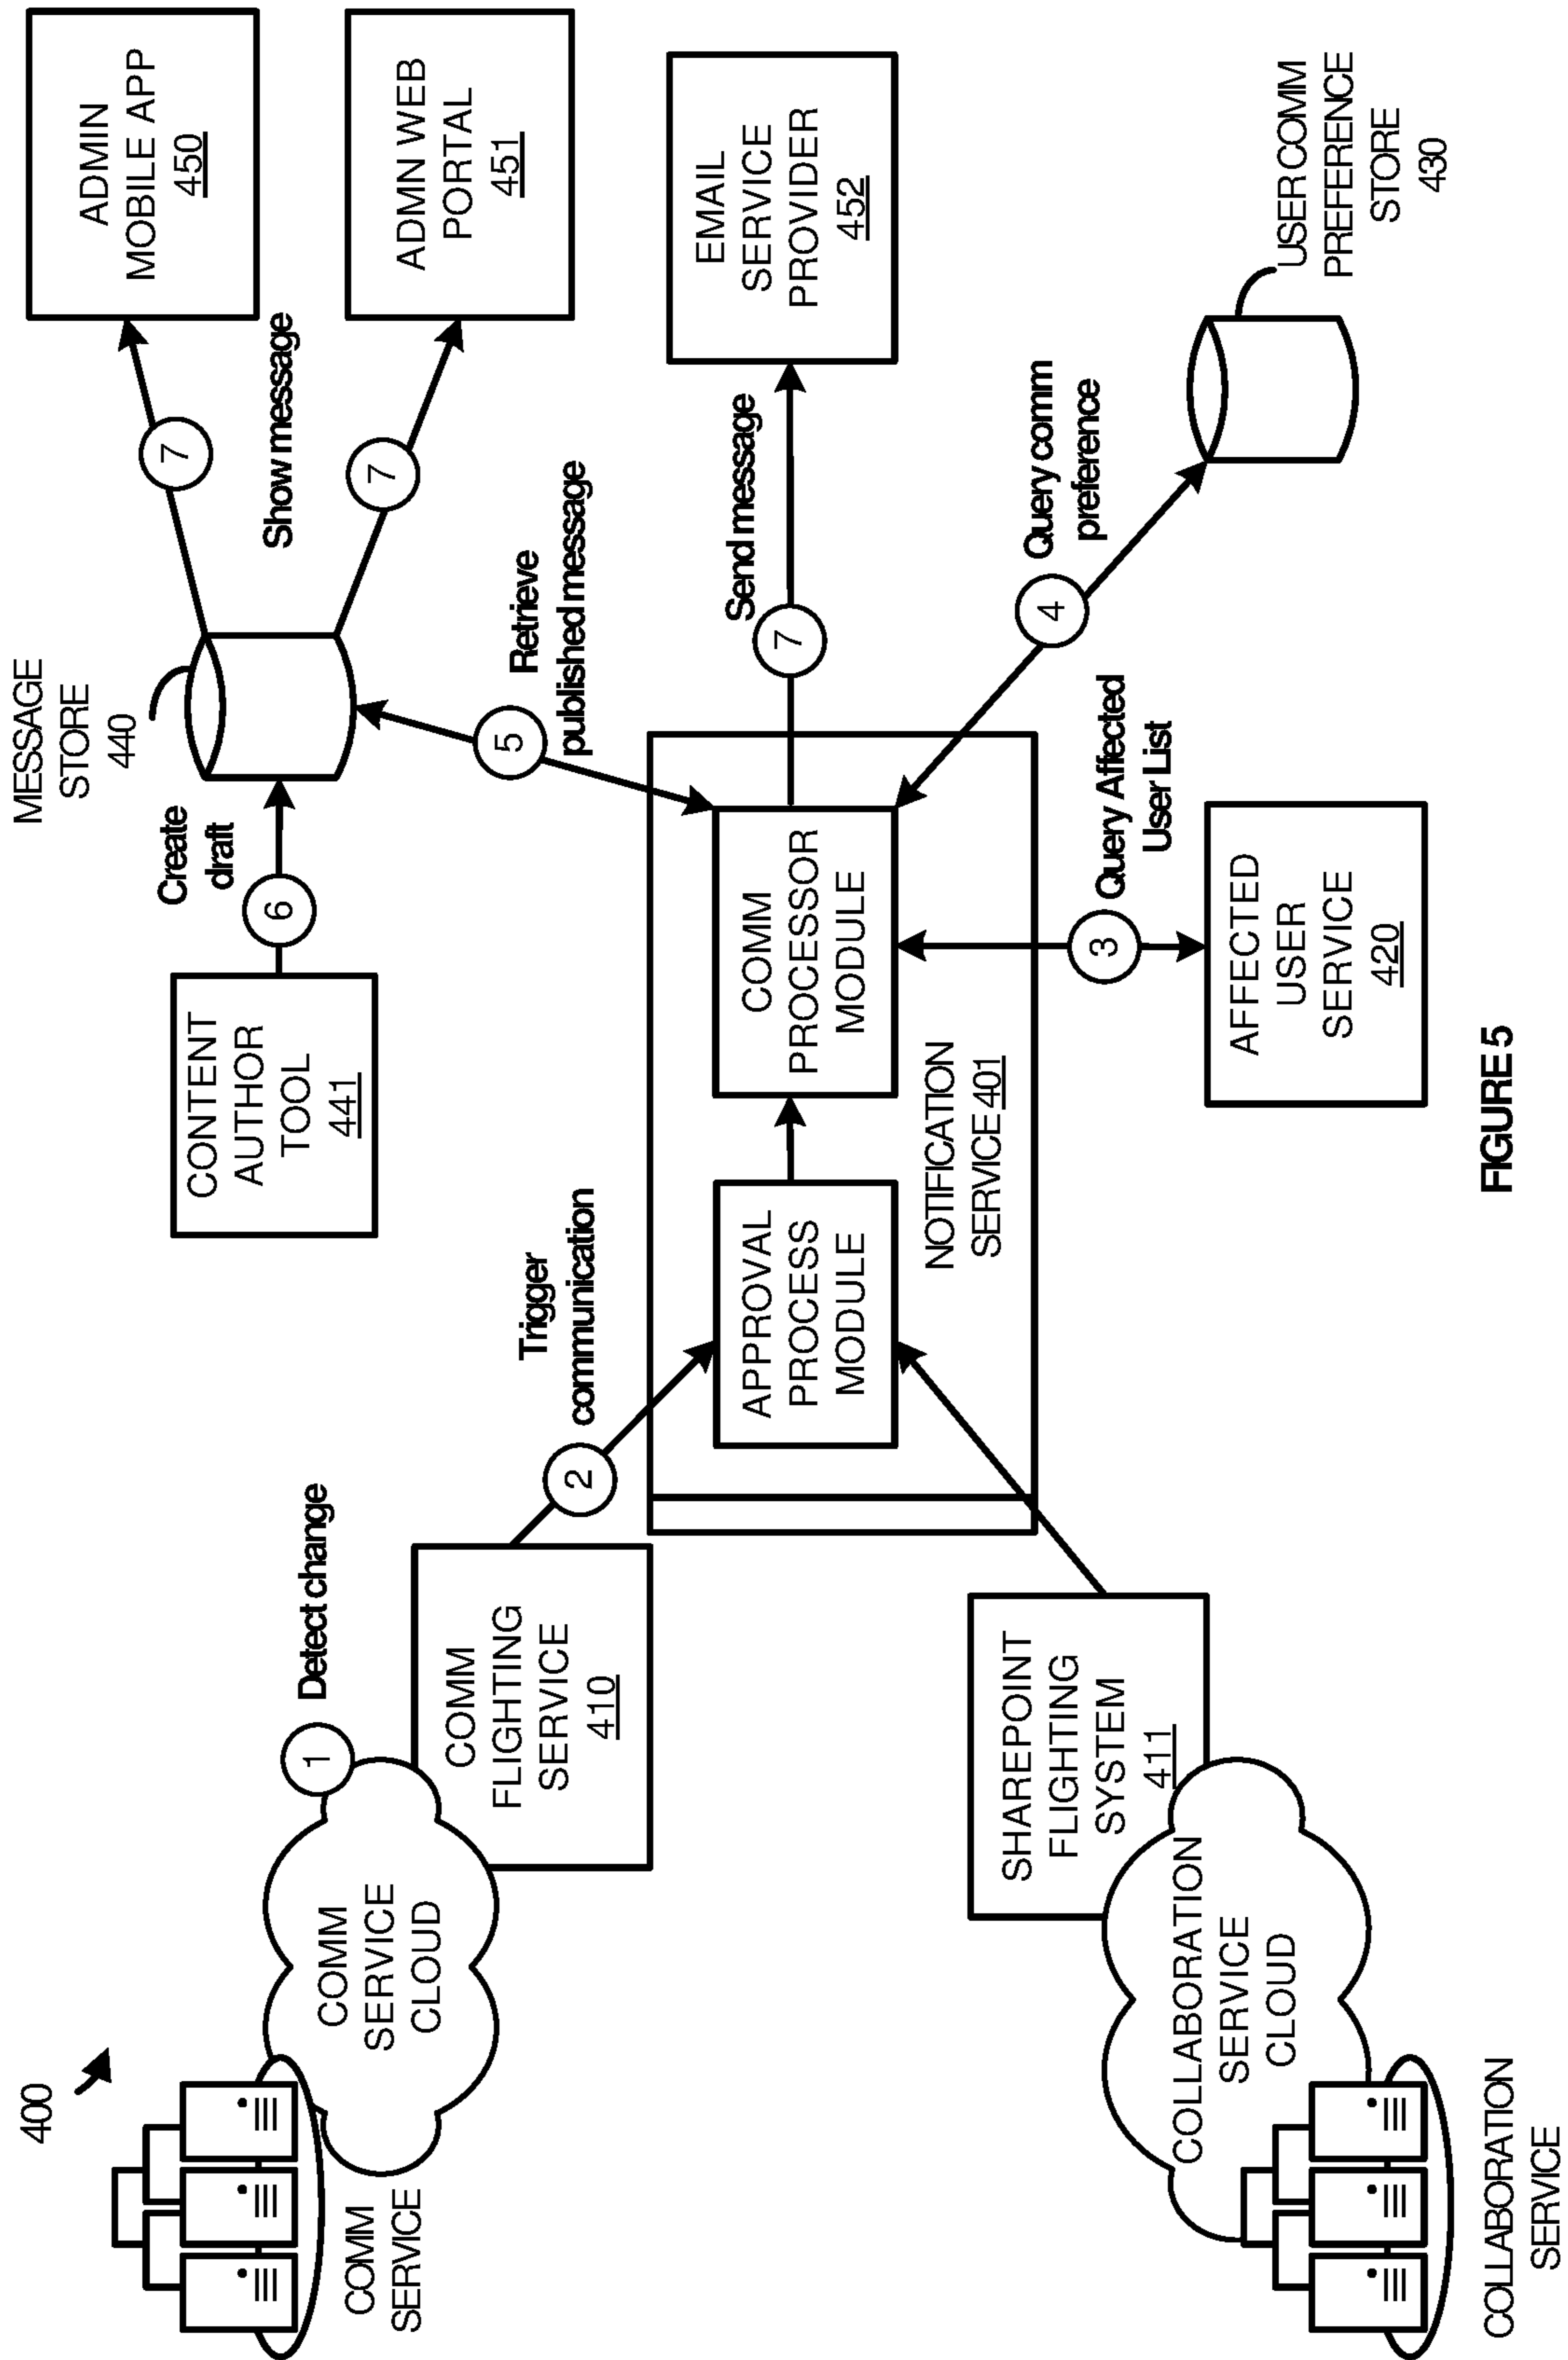 400
COMM
SERVICE
COMM
SERVICE
CLOUD
1
Detect change
COMM
FLIGHTING
SERVICE
410
2
Trigger
communication
CONTENT
AUTHOR
TOOL
441
6
Create
draft
MESSAGE
STORE
440
7
Show message
7
ADMIN
MOBILE APP
450
ADMN WEB
PORTAL
451
5
Retrieve
published message
APPROVAL
PROCESS
MODULE
COMM
PROCESSOR
MODULE
NOTIFICATION
SERVICE 401
7
Send message
EMAIL
SERVICE
PROVIDER
452
4
Query comm
preference
USER COMM
PREFERENCE
STORE
430
3
Query Affected
User List
AFFECTED
USER
SERVICE
420
SHAREPOINT
FLIGHTING
SYSTEM
411
COLLABORATION
SERVICE
CLOUD
COLLABORATION
SERVICE
FIGURE 5